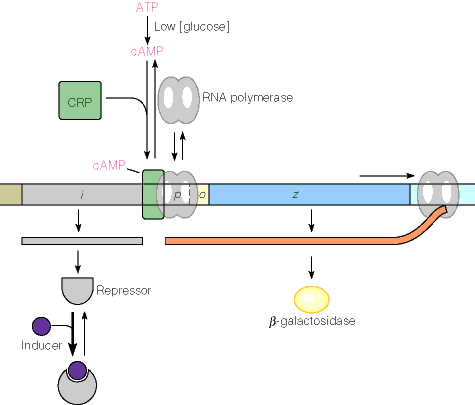 ATP
Low [glucose]
cAMP
CRP
RNA polymerase
cAMP
i
p
o
z
Repressor
Inducer
β-galactosidase